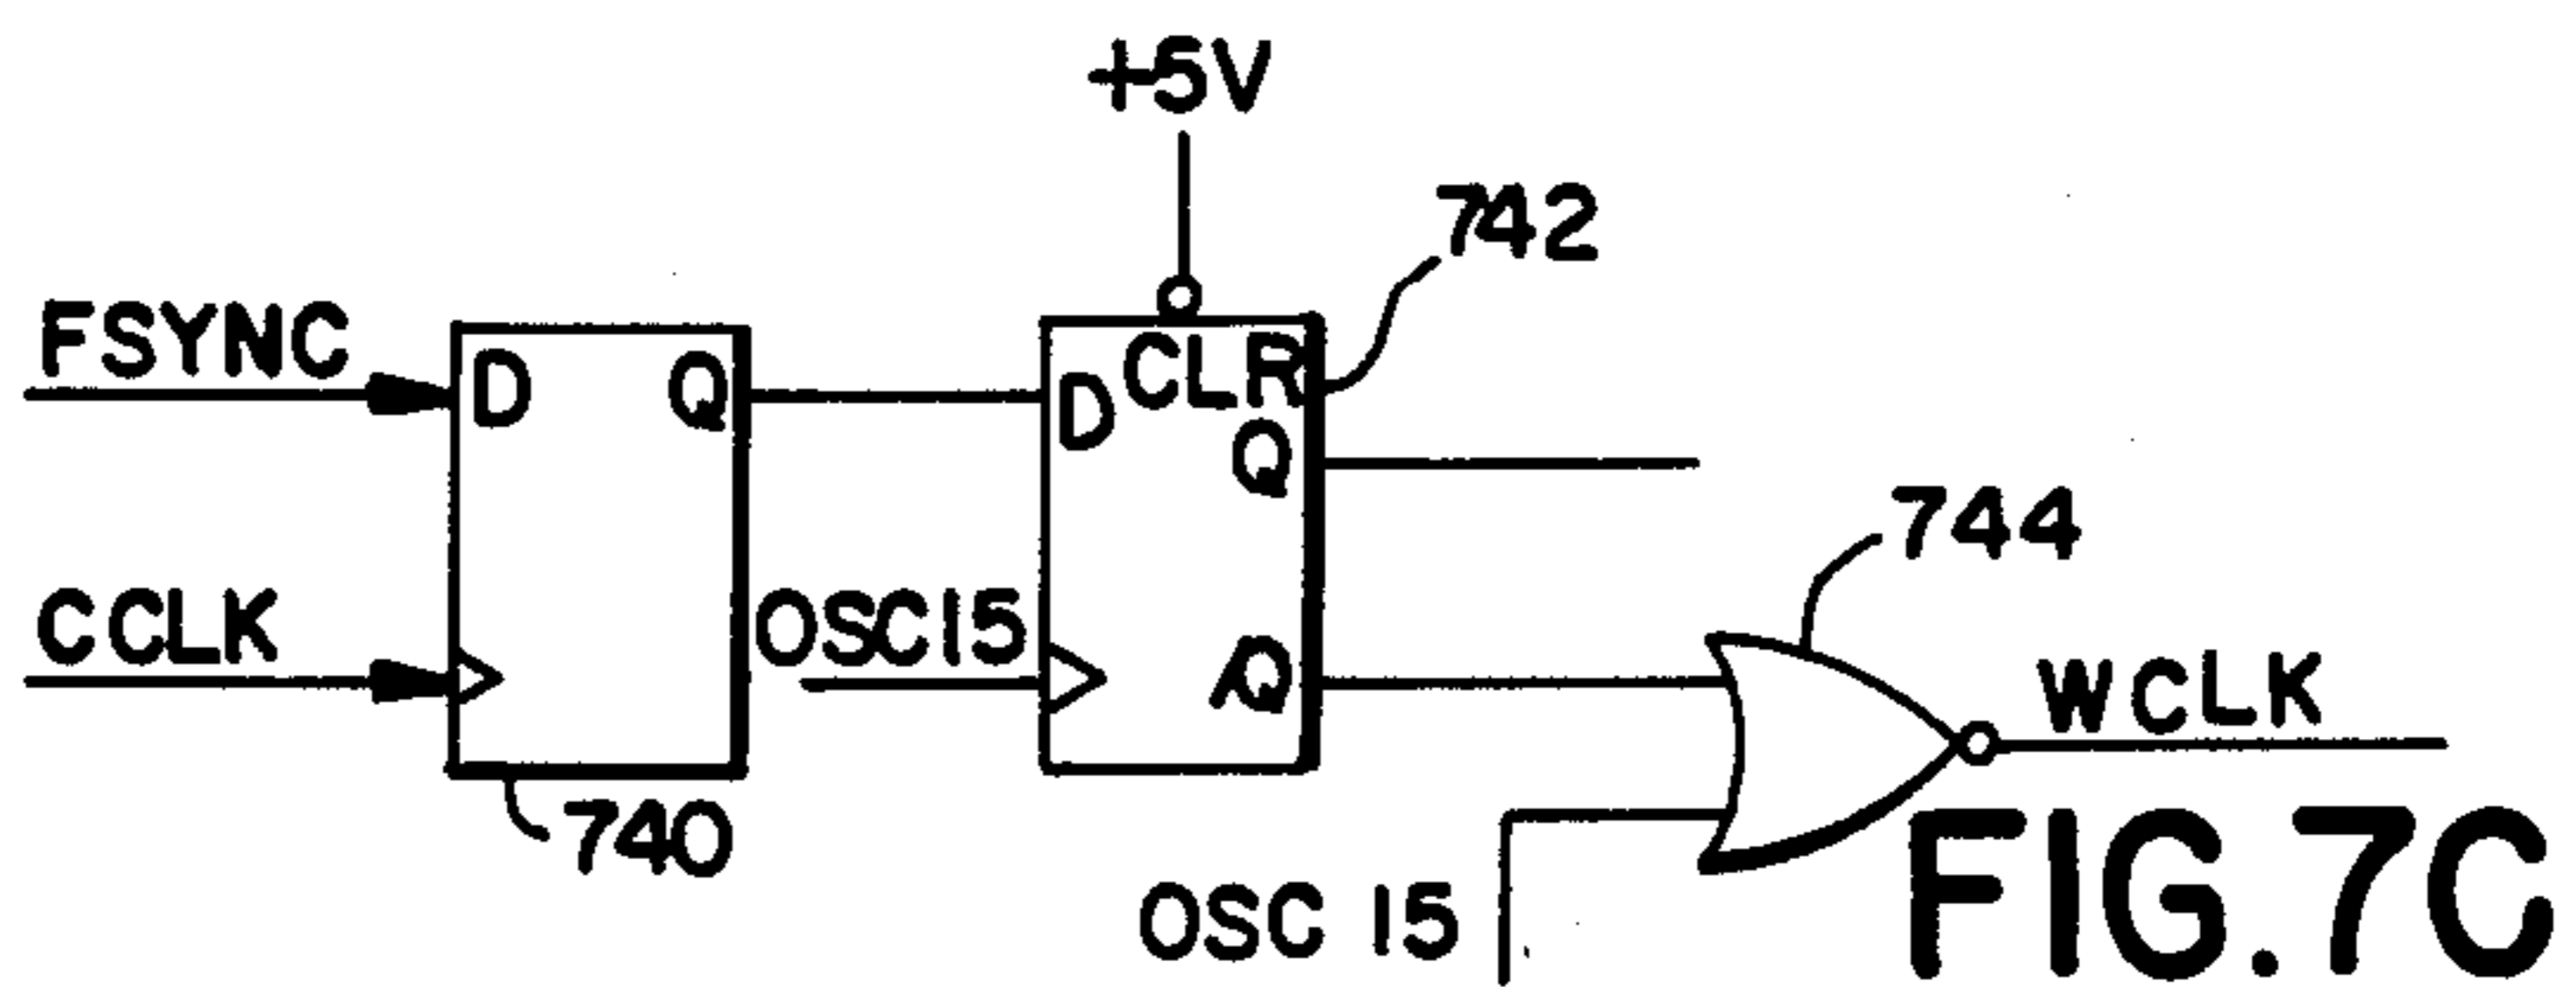 +5V
742
FSYNC
D Q
D CLR
Q
744
CCLK
OSC15
/Q
WCLK
740
OSC 15
FIG.7C